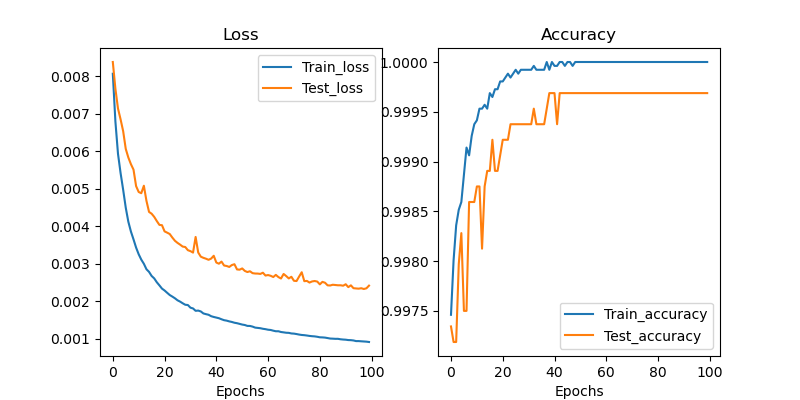 Loss
Accuracy
0.008
0.007
0.006
0.005
0.004
0.003
0.002
0.001
Train_loss
Test_loss
0 20 40 60 80 100
Epochs
1.0000
0.9995
0.9990
0.9985
0.9980
0.9975
Train_accuracy
Test_accuracy
0 20 40 60 80 100
Epochs